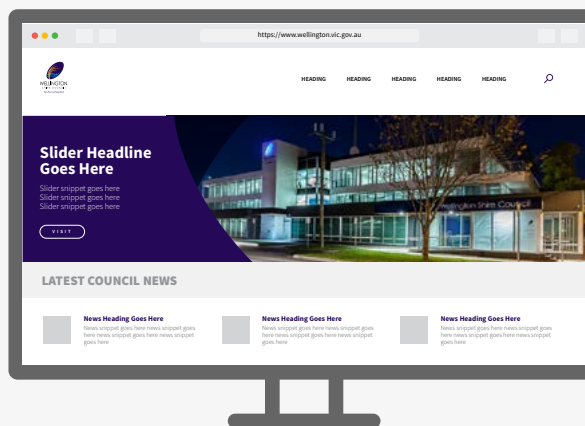 https://www.wellington.vic.gov.au
WELLINGTON
SHIRE COUNCIL
HEADING HEADING HEADING HEADING HEADING
Slider Headline
Goes Here
Slider snippet goes here
Slider snippet goes here
Slider snippet goes here
VISIT
Wellington Shire Council
LATEST COUNCIL NEWS
News Heading Goes Here
News snippet goes here news snippet goes
here news snippet goes here news snippet
goes here
News Heading Goes Here
News snippet goes here news snippet goes
here news snippet goes here news snippet
goes here
News Heading Goes Here
News snippet goes here news snippet goes
here news snippet goes here news snippet
goes here